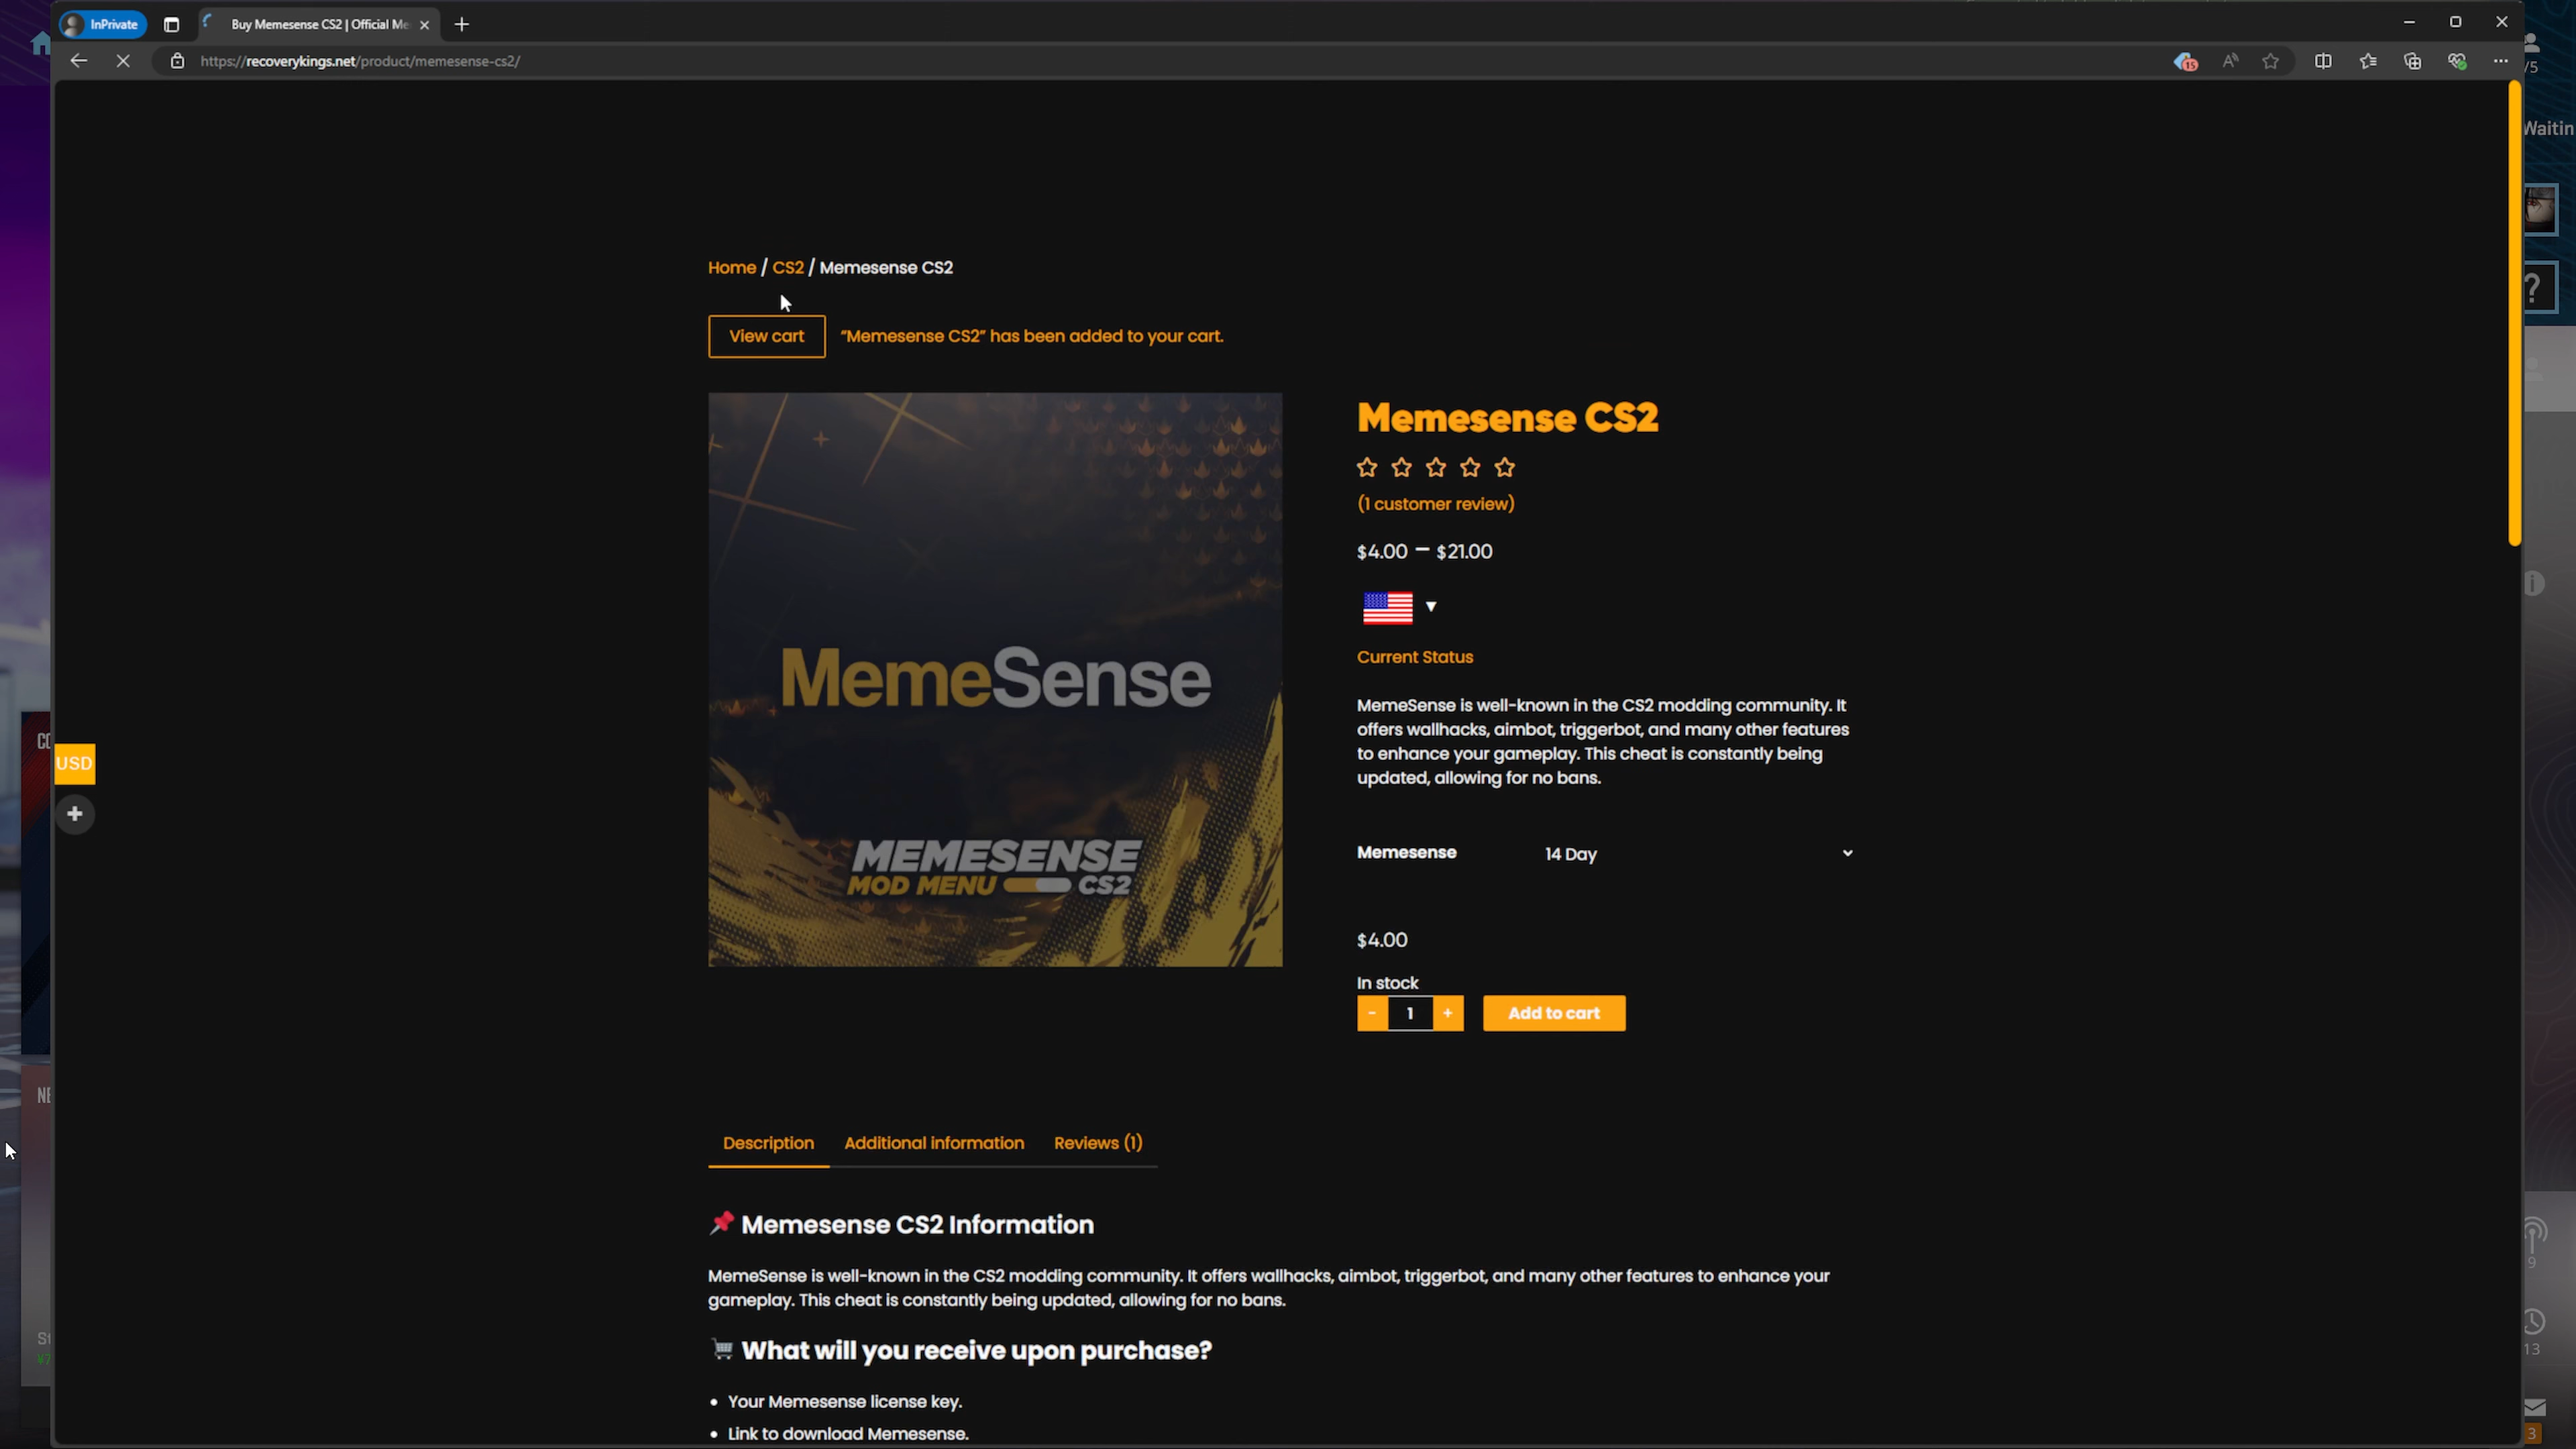 InPrivate
Buy Memesense CS2 | Official Me
https://recoverykings.net/product/memesense-cs2/
15
/5
Waitin
Home / CS2 / Memesense CS2
View cart
“Memesense CS2” has been added to your cart.
MemeSense
MEMESENSE
MOD MENU CS2
Memesense CS2
(1 customer review)
$4.00 – $21.00
Current Status
MemeSense is well-known in the CS2 modding community. It
offers wallhacks, aimbot, triggerbot, and many other features
to enhance your gameplay. This cheat is constantly being
updated, allowing for no bans.
Memesense 14 Day
$4.00
In stock
- 1 + Add to cart
USD
+
Description Additional information Reviews (1)
Memesense CS2 Information
MemeSense is well-known in the CS2 modding community. It offers wallhacks, aimbot, triggerbot, and many other features to enhance your
gameplay. This cheat is constantly being updated, allowing for no bans.
What will you receive upon purchase?
• Your Memesense license key.
• Link to download Memesense.
9
13
3